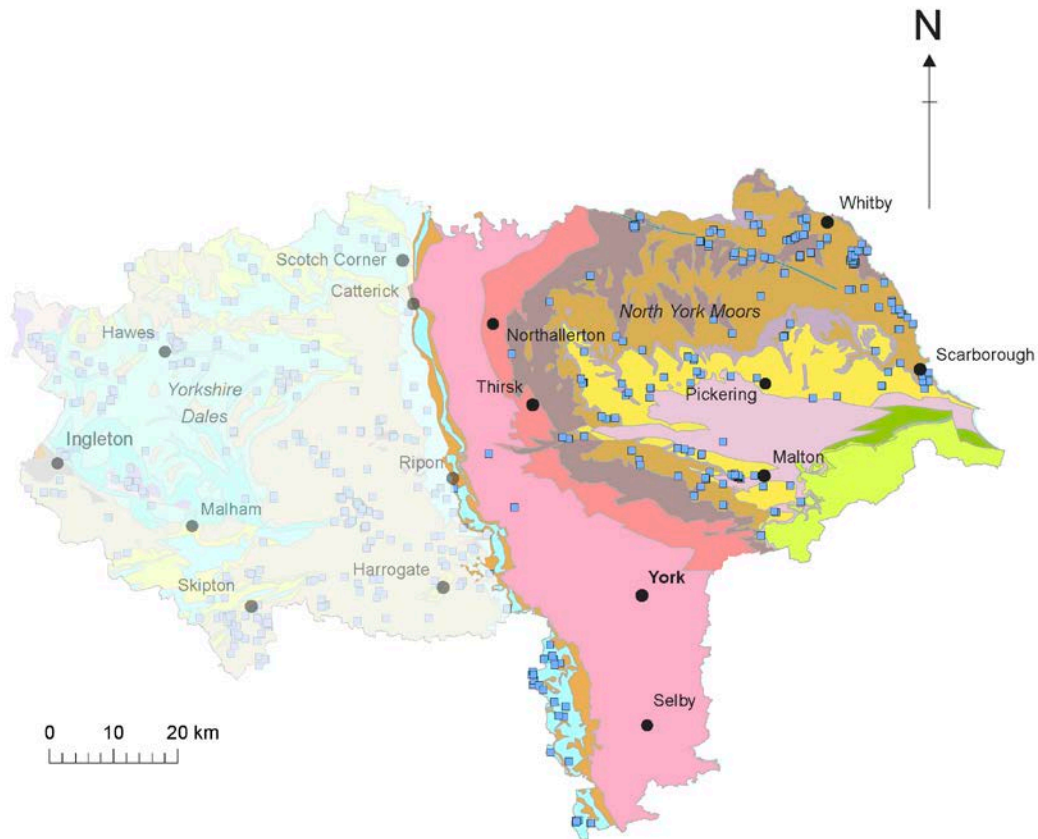 N
Whitby
Scotch Corner
Catterick
North York Moors
Hawes
Northallerton
Yorkshire
Dales
Scarborough
Thirsk
Pickering
Ingleton
Ripon
Malton
Malham
Harrogate
Skipton
York
Selby
0 10 20 km